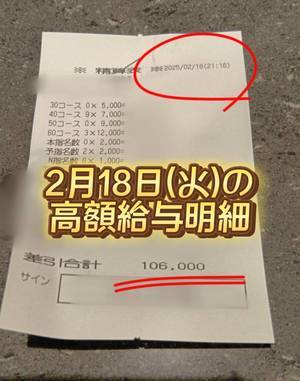 ※ 精算書 ※2025/02/18(21:16)
30コース 0× 5,000=
40コース 9× 7,000=
50コース 0× 9,000=
60コース 3×12,000=
本指名数 0× 2,000=
予指名数 2× 2,000=
N指名 6× 1,000=
2月18日(火)の
高額給与明細
差引合計 106,000
サイン